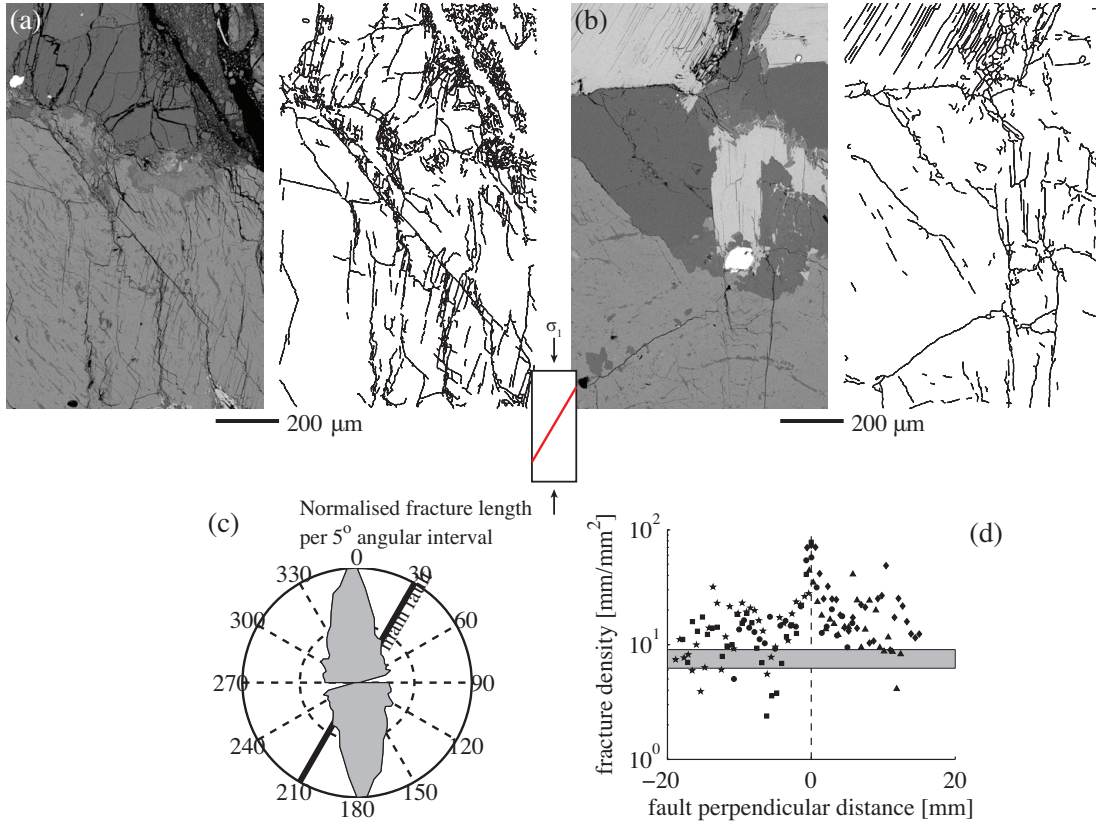 (a)
(b)
200 μm
σ1
200 μm
(c)
Normalised fracture length
per 5° angular interval
0
30
60
90
120
150
180
210
240
270
300
330
main fault
(d)
fracture density [mm/mm²]
10²
10¹
10⁰
−20
0
20
fault perpendicular distance [mm]